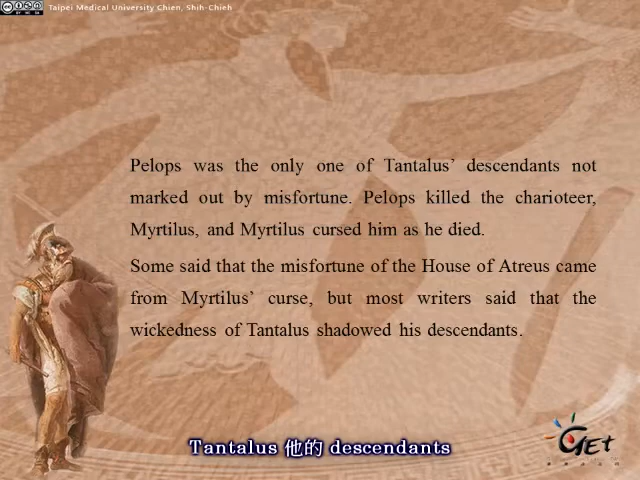 Taipei Medical University Chien, Shih-Chieh
Pelops was the only one of Tantalus' descendants not
marked out by misfortune. Pelops killed the charioteer,
Myrtilus, and Myrtilus cursed him as he died.
Some said that the misfortune of the House of Atreus came
from Myrtilus' curse, but most writers said that the
wickedness of Tantalus shadowed his descendants.
Tantalus 他的 descendants
GET